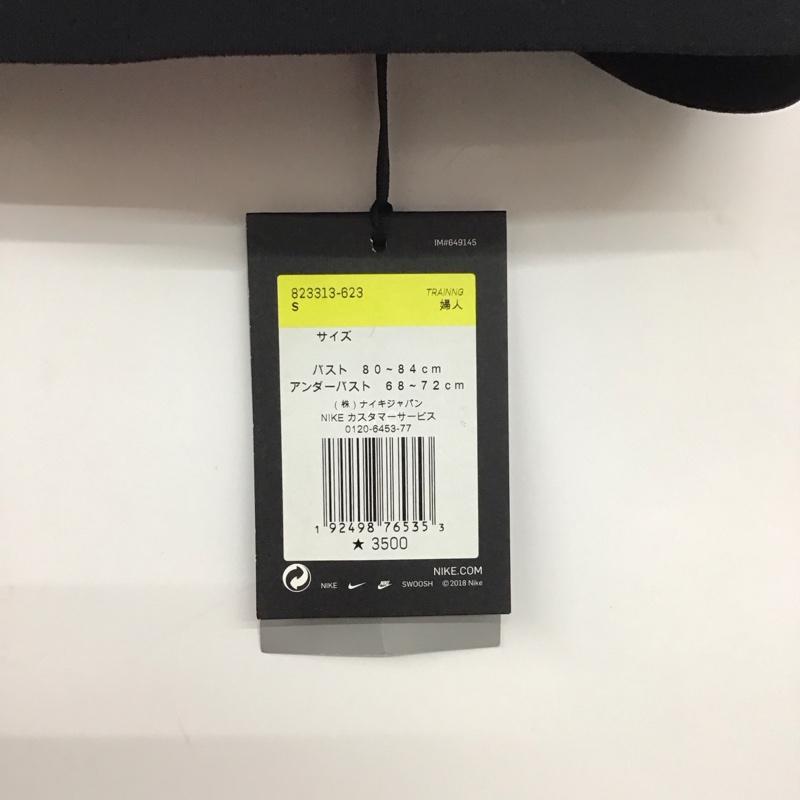 IM#649145
823313-623
S
TRAINNG
婦人
サイズ
バスト 80~84cm
アンダーバスト 68~72cm
(株)ナイキジャパン
NIKE カスタマーサービス
0120-6453-77
1 92498 76535 3
★ 3500
NIKE.COM
NIKE SWOOSH ©2018 Nike